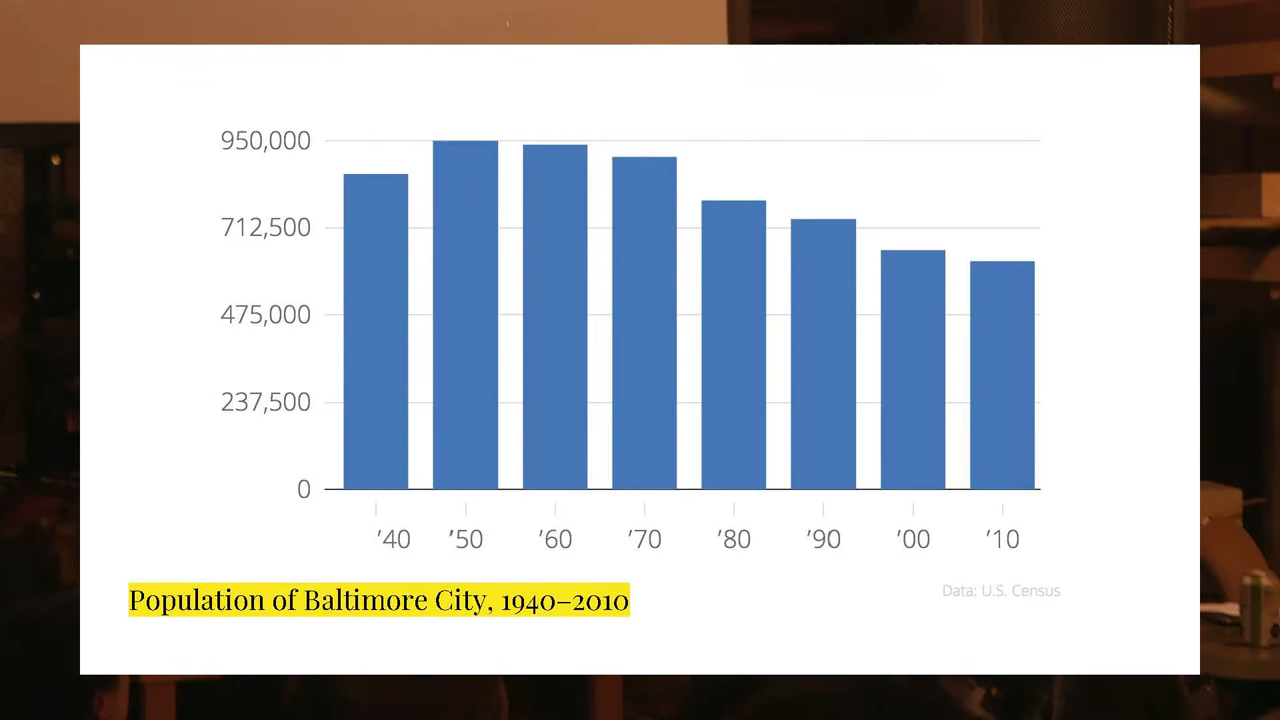 950,000
712,500
475,000
237,500
0
’40 ’50 ’60 ’70 ’80 ’90 ’00 ’10
Population of Baltimore City, 1940–2010
Data: U.S. Census